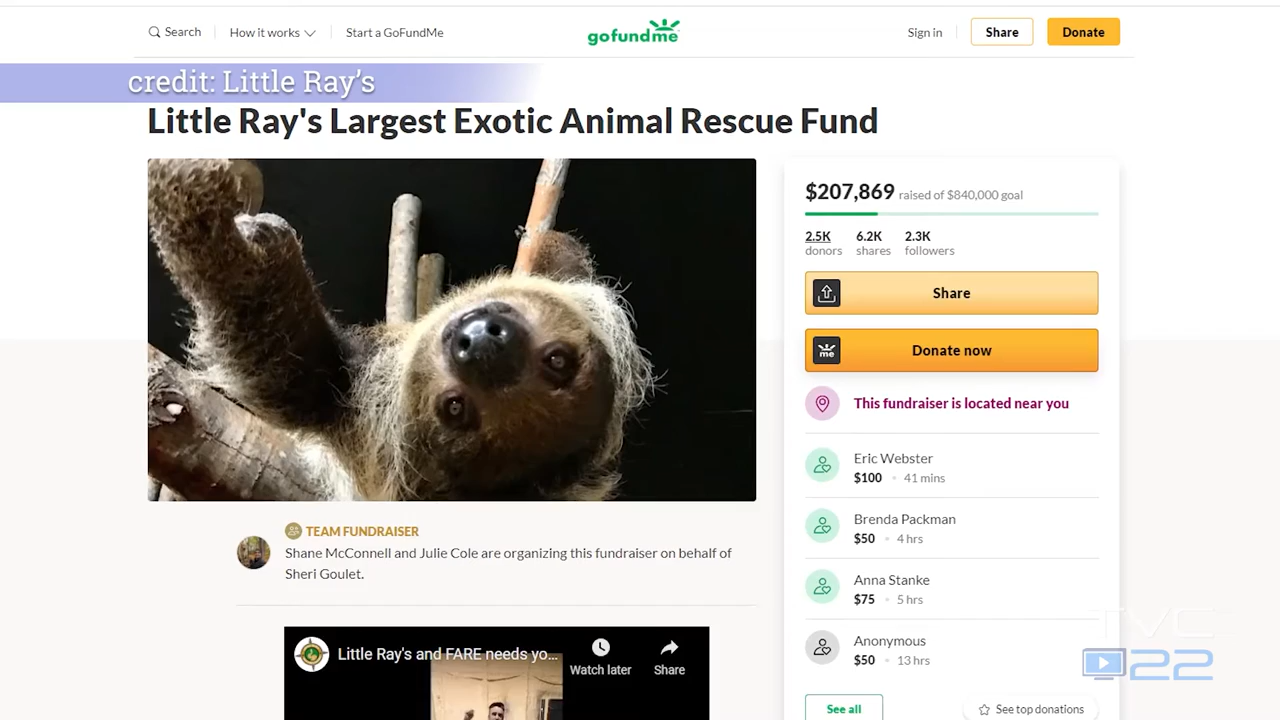 Search
How it works
Start a GoFundMe
gofundme
Sign in
Share
Donate
credit: Little Ray's
Little Ray's Largest Exotic Animal Rescue Fund
$207,869 raised of $840,000 goal
2.5K 6.2K 2.3K
donors shares followers
Share
me Donate now
This fundraiser is located near you
Eric Webster
$100 • 41 mins
Brenda Packman
$50 • 4 hrs
Anna Stanke
$75 • 5 hrs
Anonymous
$50 • 13 hrs
See all
See top donations
TEAM FUNDRAISER
Shane McConnell and Julie Cole are organizing this fundraiser on behalf of
Sheri Goulet.
Little Ray's and FARE needs yo...
Watch later
Share
TVC
22